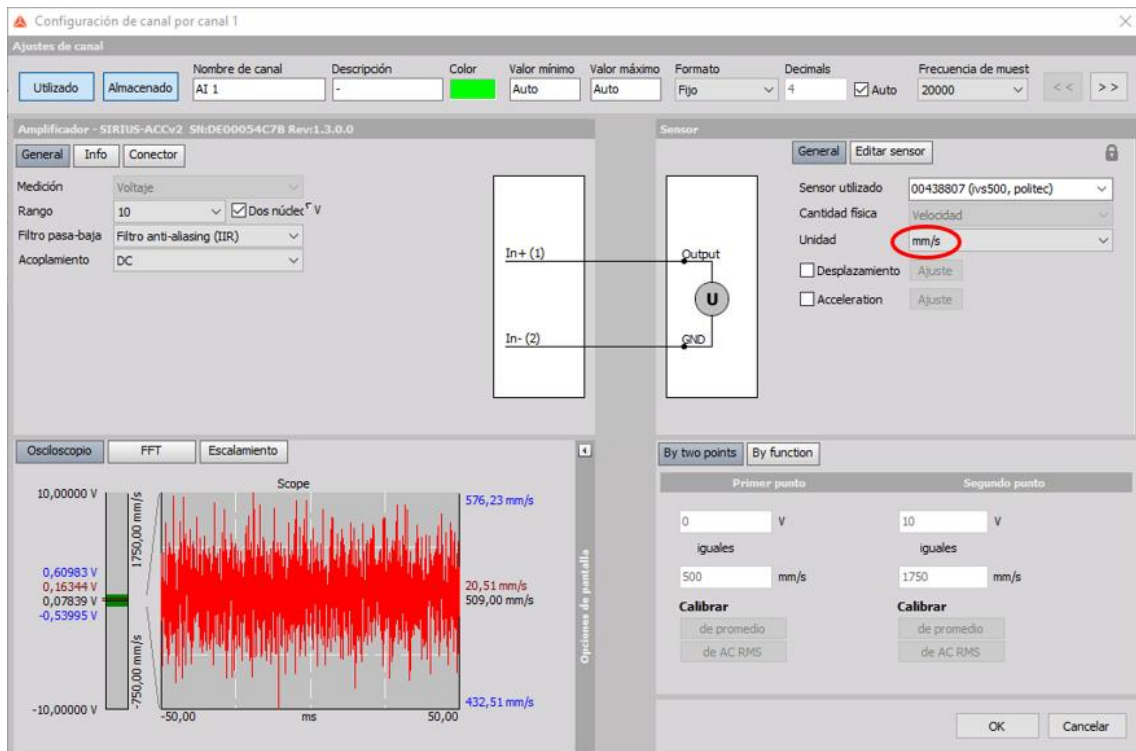 Configuración de canal por canal 1
Ajustes de canal
Utilizado Almacenado Nombre de canal Descripción Color Valor mínimo Valor máximo Formato Decimals Frecuencia de muest
AI 1 - Auto Auto Fijo 4 Auto 20000 << >>
Amplificador - SIRIUS-ACCv2 SN:DE00054C7B Rev:1.3.0.0
General Info Conector
Medición Voltaje
Rango 10 Dos núclec V
Filtro pasa-baja Filtro anti-aliasing (IIR)
Acoplamiento DC
In+ (1)
In- (2)
Sensor
General Editar sensor
Sensor utilizado 00438807 (ivs500, politec)
Cantidad física Velocidad
Unidad mm/s
Desplazamiento Ajuste
Acceleration Ajuste
Output
U
GND
Osciloscopio FFT Escalamiento
Scope
10,00000 V
1750,00 mm/s
576,23 mm/s
0,60983 V
0,16344 V
0,07839 V
-0,53995 V
20,51 mm/s
509,00 mm/s
-750,00 mm/s
432,51 mm/s
-10,00000 V
-50,00 ms 50,00
Opciones de pantalla
By two points By function
Primer punto Segundo punto
0 V 10 V
iguales iguales
500 mm/s 1750 mm/s
Calibrar Calibrar
de promedio de promedio
de AC RMS de AC RMS
OK Cancelar